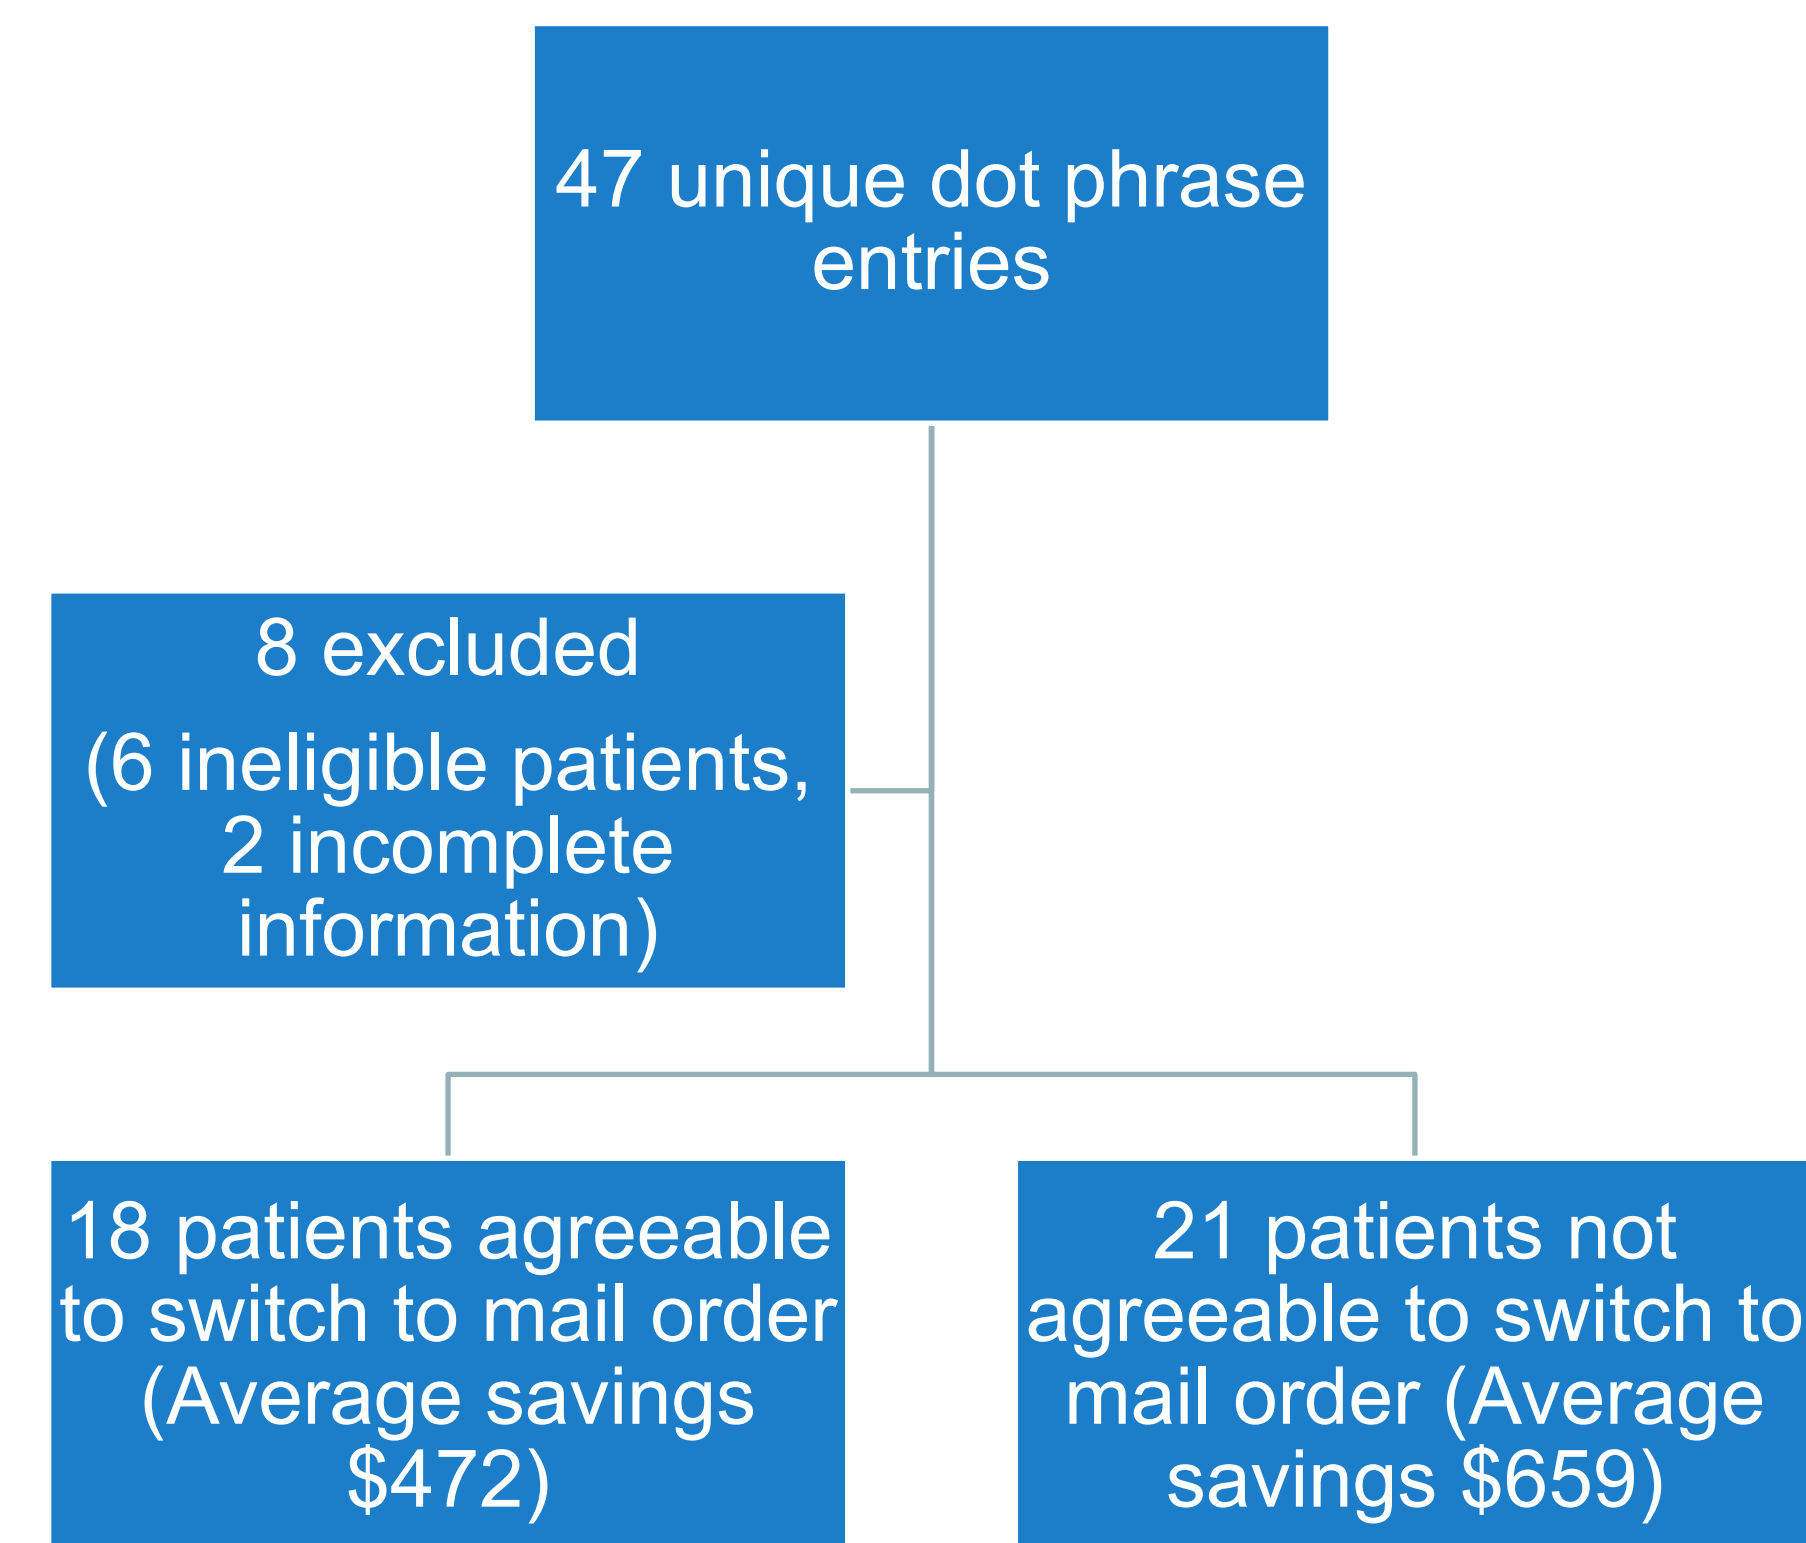 47 unique dot phrase
entries
8 excluded
(6 ineligible patients,
2 incomplete
information)
18 patients agreeable
to switch to mail order
(Average savings
$472)
21 patients not
agreeable to switch to
mail order (Average
savings $659)